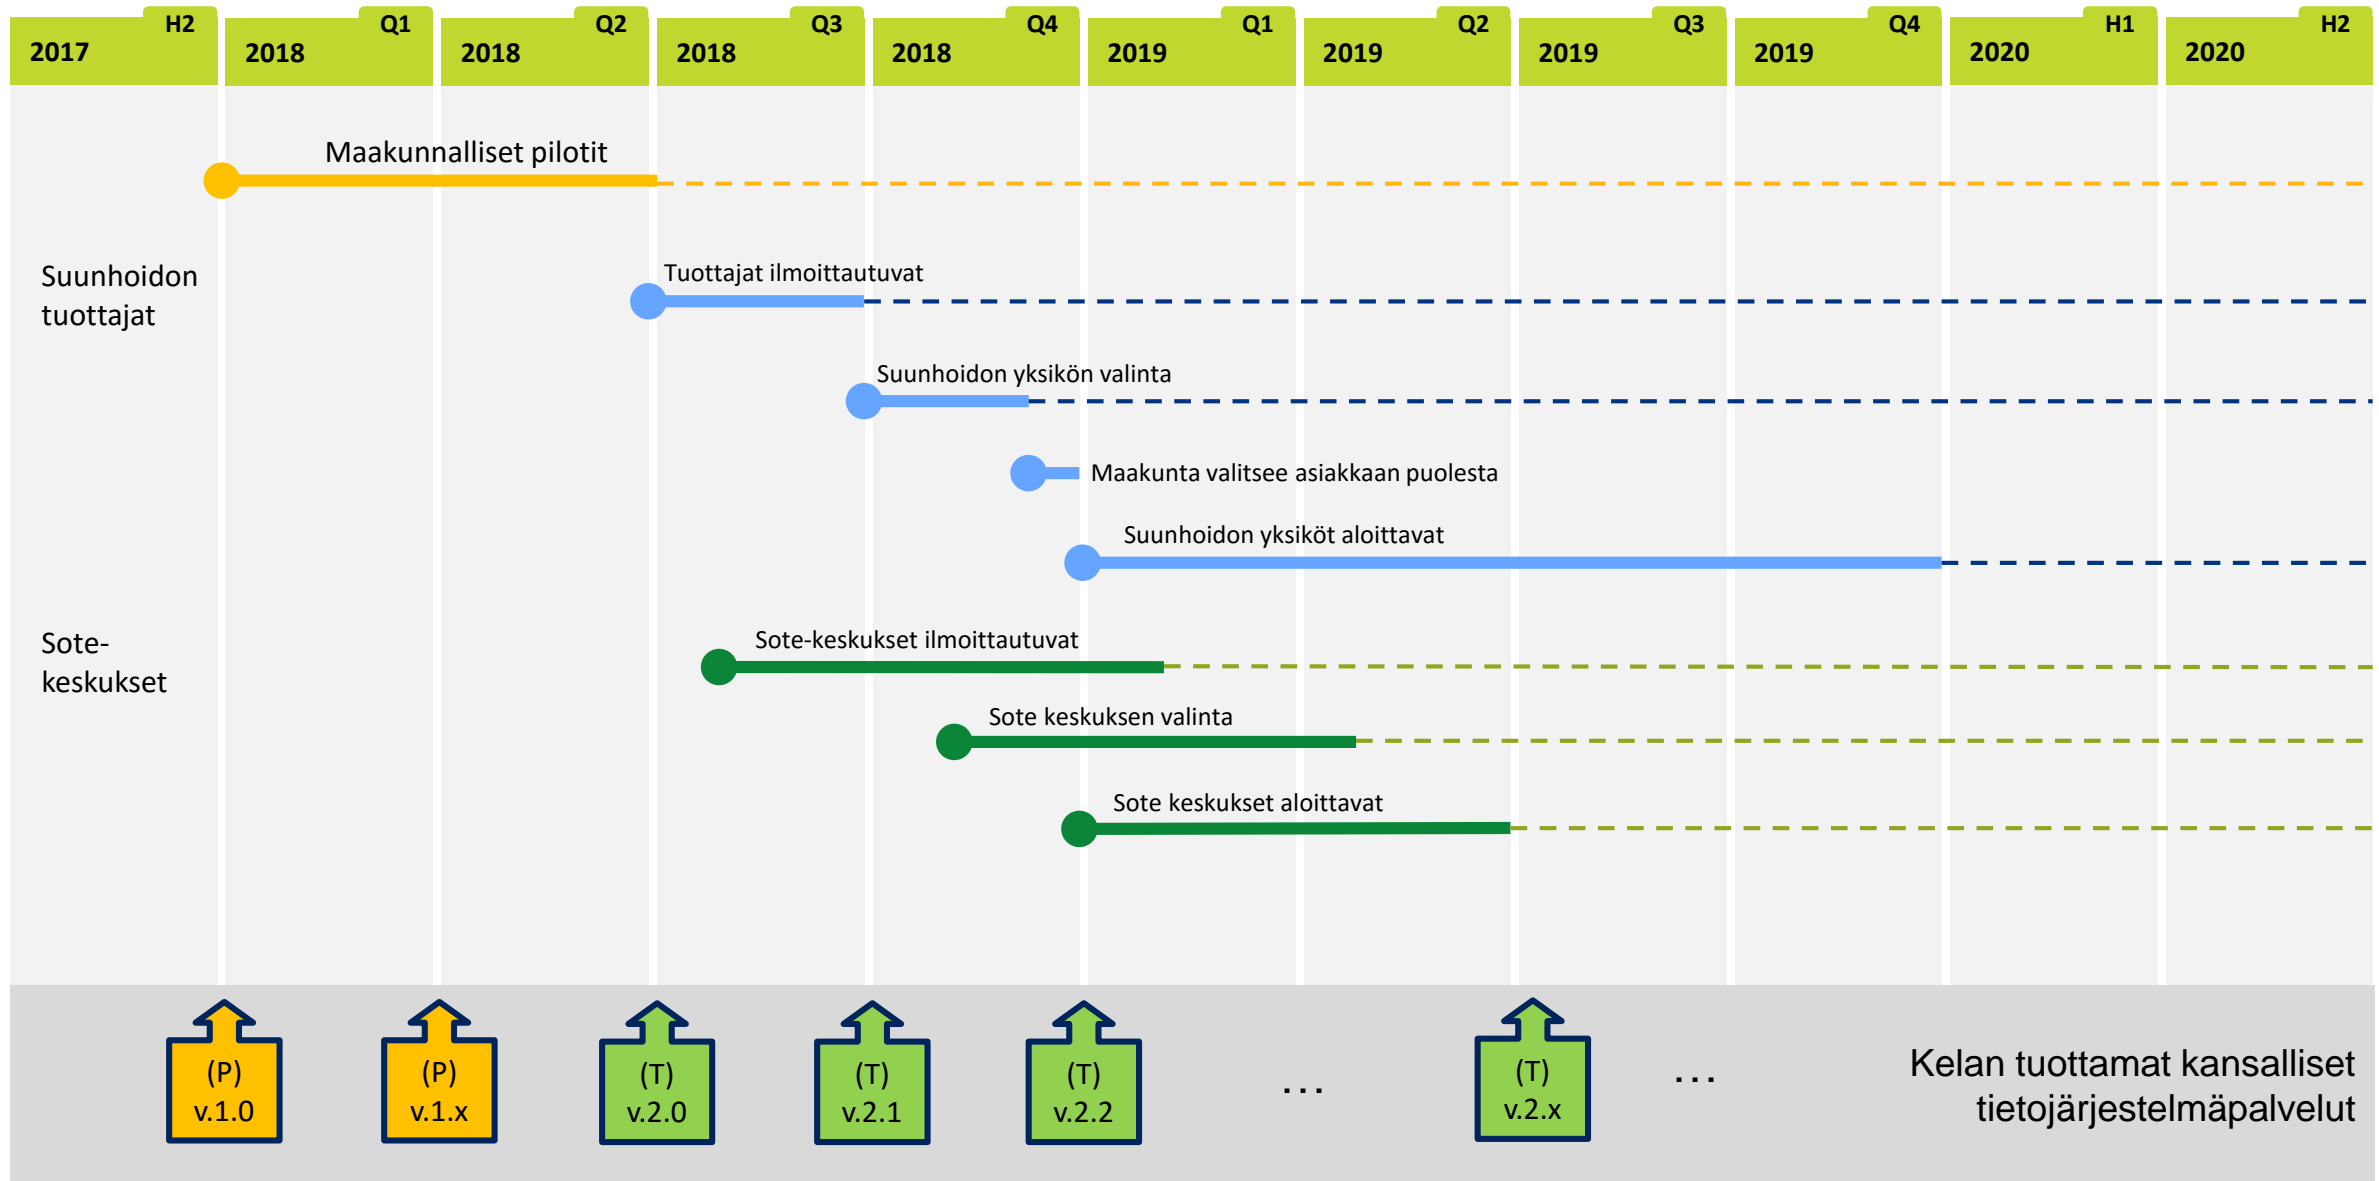 H2
2017
Q1
2018
Q2
2018
Q3
2018
Q4
2018
Q1
2019
Q2
2019
Q3
2019
Q4
2019
H1
2020
H2
2020
Maakunnalliset pilotit
Suunhoidon
tuottajat
Tuottajat ilmoittautuvat
Suunhoidon yksikön valinta
Maakunta valitsee asiakkaan puolesta
Suunhoidon yksiköt aloittavat
Sote-
keskukset
Sote-keskukset ilmoittautuvat
Sote keskuksen valinta
Sote keskukset aloittavat
(P)
v.1.0
(P)
v.1.x
(T)
v.2.0
(T)
v.2.1
(T)
v.2.2
...
(T)
v.2.x
...
Kelan tuottamat kansalliset
tietojärjestelmäpalvelut